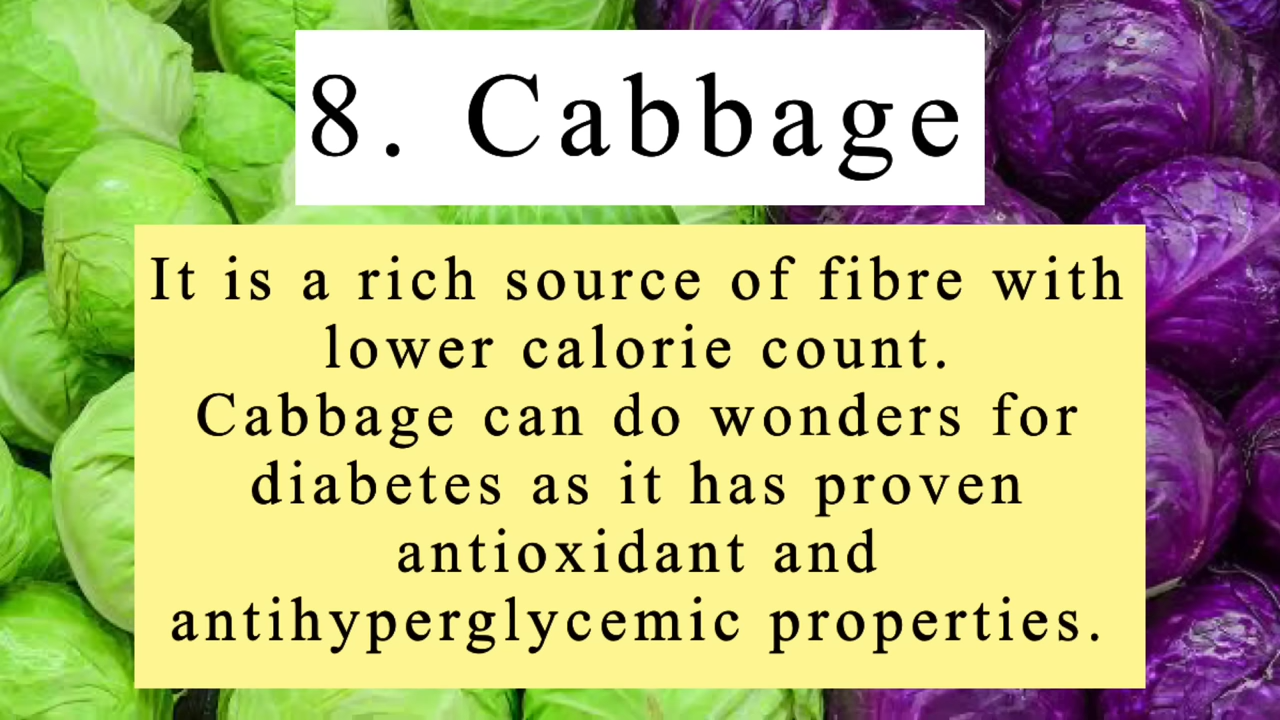 8. Cabbage
It is a rich source of fibre with
lower calorie count.
Cabbage can do wonders for
diabetes as it has proven
antioxidant and
antihyperglycemic properties.